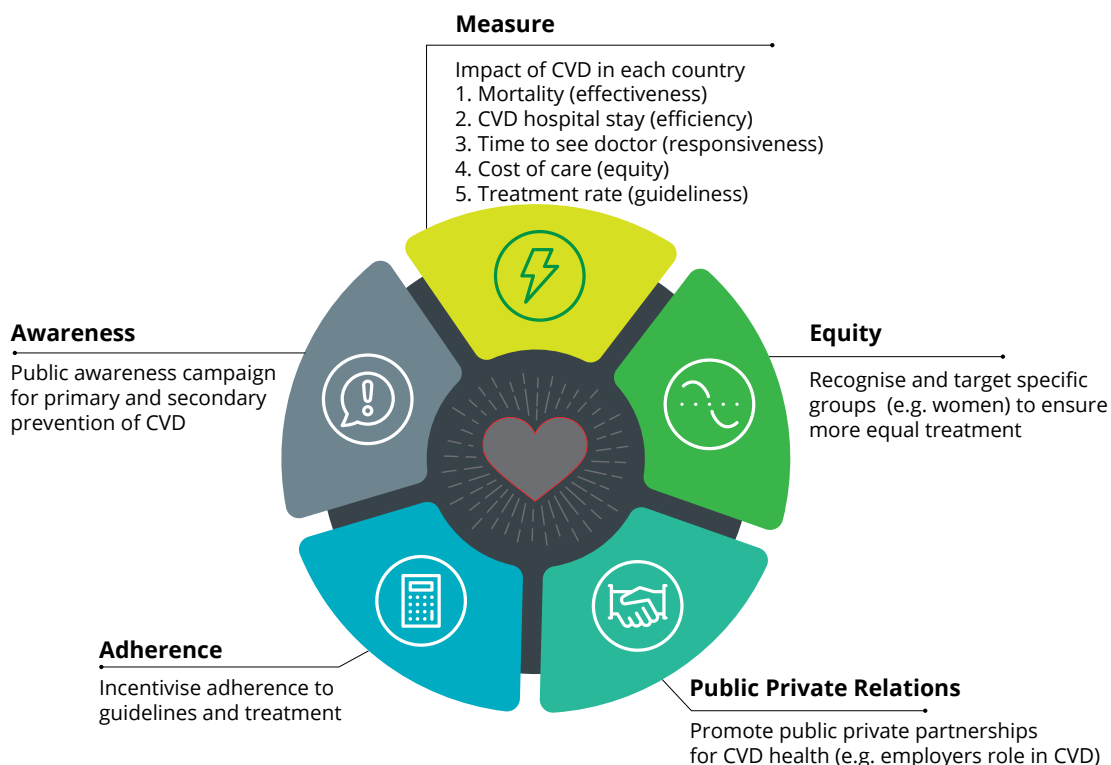 Measure
Impact of CVD in each country
1. Mortality (effectiveness)
2. CVD hospital stay (efficiency)
3. Time to see doctor (responsiveness)
4. Cost of care (equity)
5. Treatment rate (guideliness)
Equity
Recognise and target specific
groups (e.g. women) to ensure
more equal treatment
Public Private Relations
Promote public private partnerships
for CVD health (e.g. employers role in CVD)
Adherence
Incentivise adherence to
guidelines and treatment
Awareness
Public awareness campaign
for primary and secondary
prevention of CVD